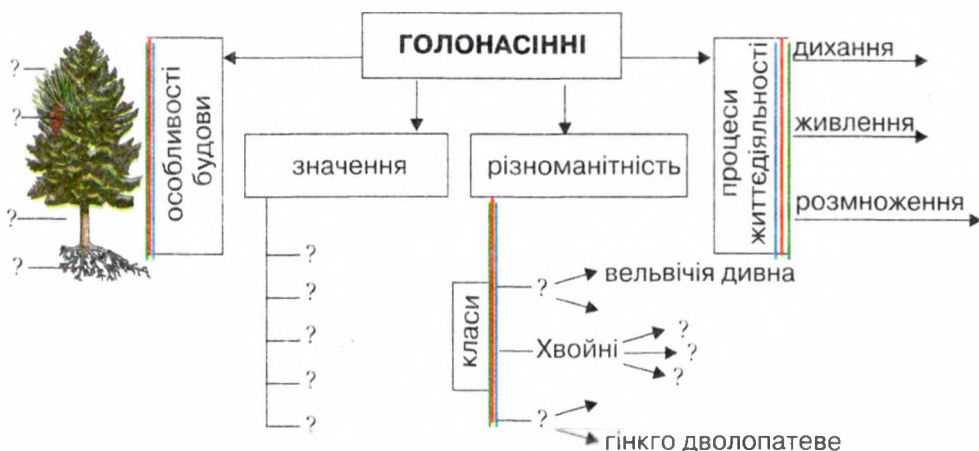 ГОЛОНАСІННІ
?
?
?
?
особливості
будови
значення
?
?
?
?
?
різноманітність
класи
?
вельвічія дивна
Хвойні
?
?
?
?
гінкго дволопатеве
процеси
життєдіяльності
дихання
живлення
розмноження